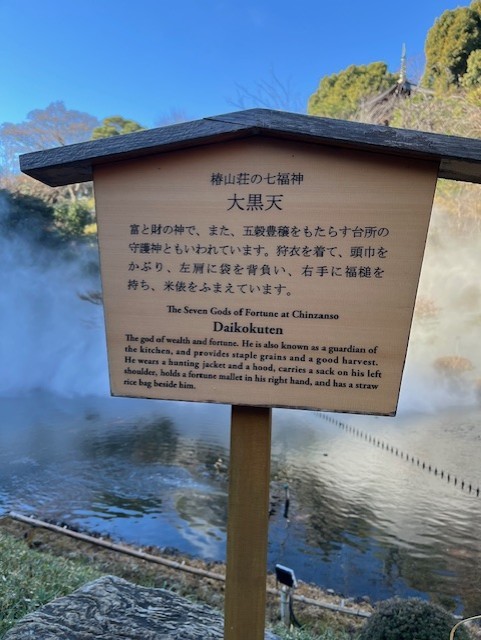 椿山荘の七福神
大黒天
富と財の神で、また、五穀豊穣をもたらす台所の
守護神ともいわれています。狩衣を着て、頭巾
をかぶり、左肩に袋を背負い、右手に福槌を
持ち、米俵をふまえています。
The Seven Gods of Fortune at Chinzanso
Daikokuten
The god of wealth and fortune. He is also known as a guardian of
the kitchen, and provides staple grains and a good harvest.
He wears a hunting jacket and a hood, carries a sack on his left
shoulder, holds a fortune mallet in his right hand, and has a straw
rice bag beside him.